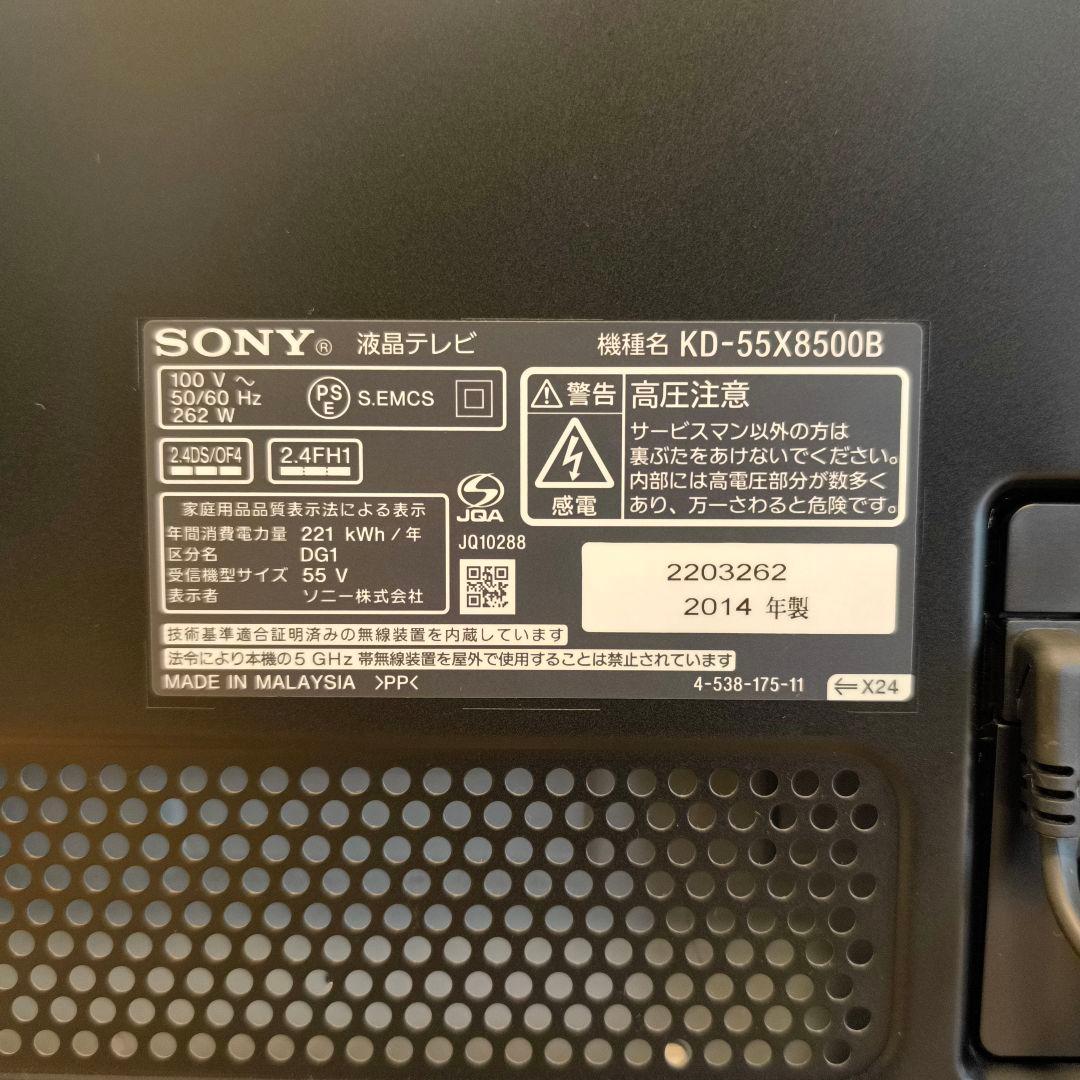 SONY® 液晶テレビ 機種名 KD-55X8500B
100 V ～
50/60 Hz
262 W
PS
E
S.EMCS
2.4DS/OF4
2.4FH1
家庭用品品質表示法による表示
年間消費電力量 221 kWh/年
区分名 DG1
受信機型サイズ 55 V
表示者 ソニー株式会社
JQA
JQ10288
警告 高圧注意
感電
サービスマン以外の方は
裏ぶたをあけないでください。
内部には高電圧部分が数多く
あり、万一さわると危険です。
2203262
2014 年製
技術基準適合証明済みの無線装置を内蔵しています
法令により本機の5 GHz 帯無線装置を屋外で使用することは禁止されています
MADE IN MALAYSIA >PP< 4-538-175-11 ⇐X24